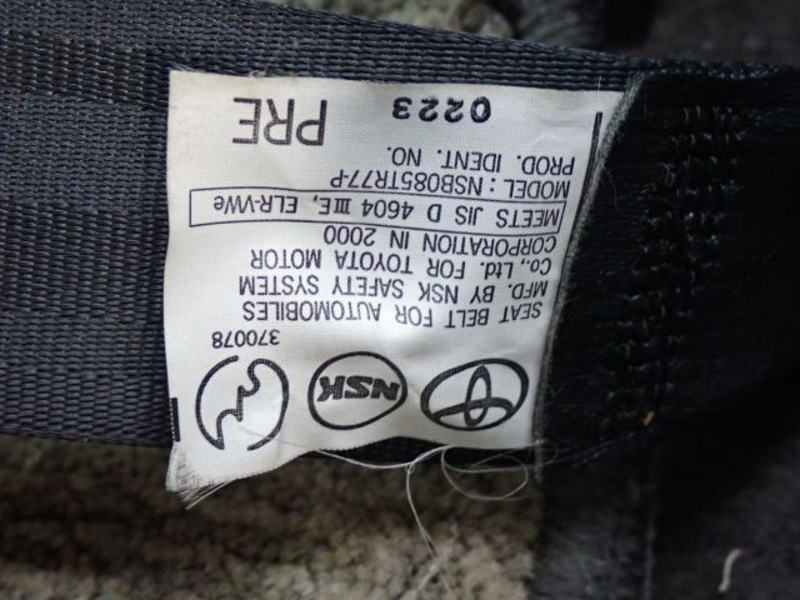 NSK
370078
SEAT BELT FOR AUTOMOBILES
MFD. BY NSK SAFETY SYSTEM
Co., Ltd. FOR TOYOTA MOTOR
CORPORATION IN 2000
MEETS JIS D 4604 ⅢE, ELR-VWe
MODEL : NSB085TR77-P
PROD. IDENT. NO.
0223
PRE